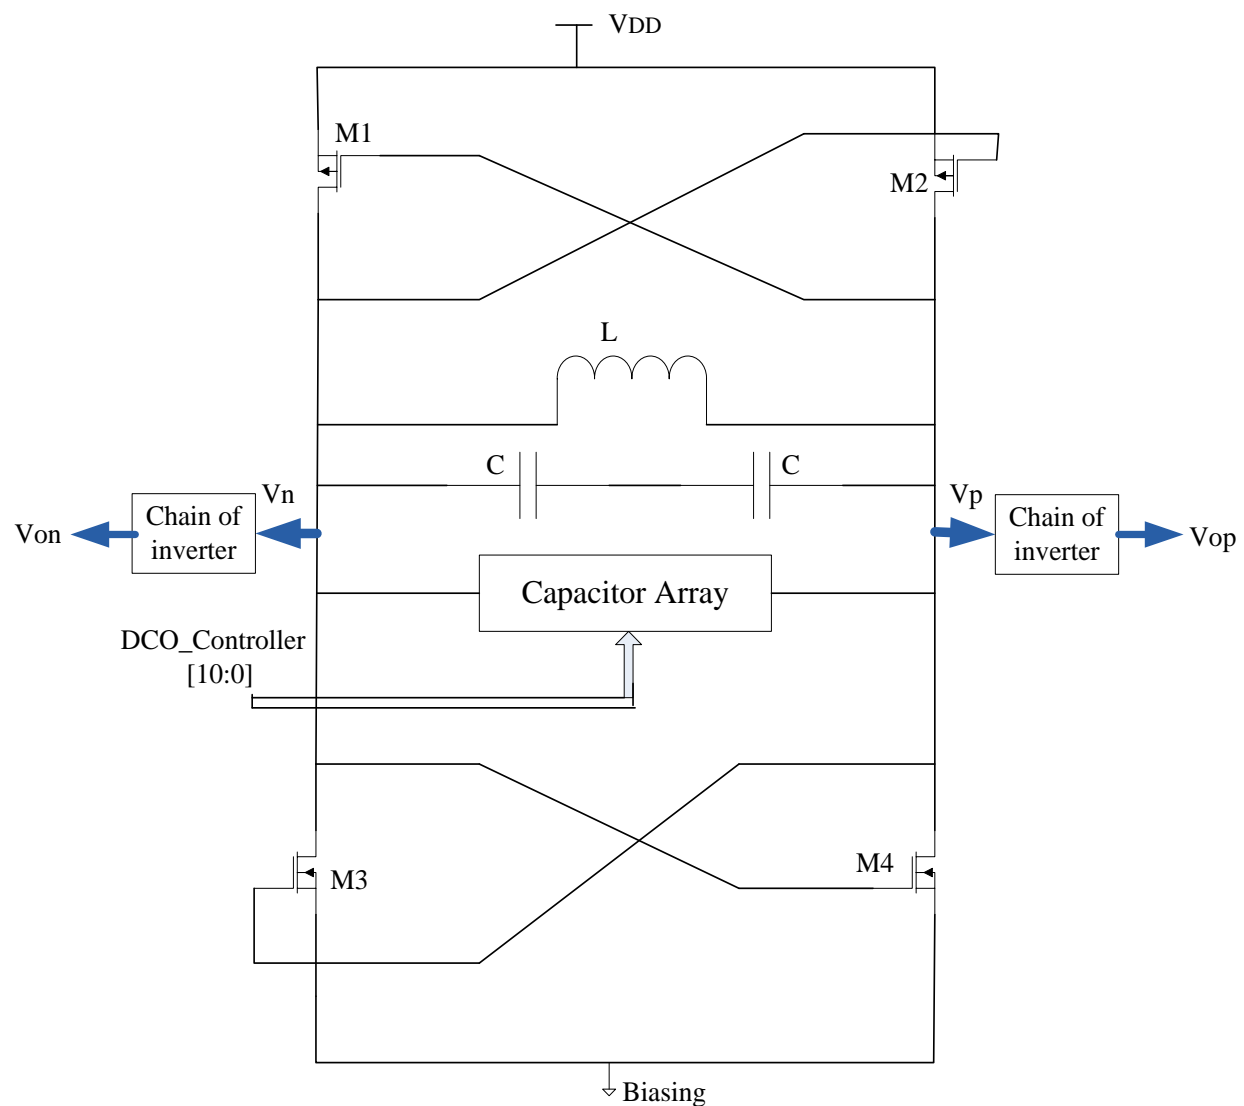 VDD
M1
M2
L
C
C
Vn
Vp
Von
Chain of
inverter
Chain of
inverter
Vop
Capacitor Array
DCO_Controller
[10:0]
M3
M4
Biasing